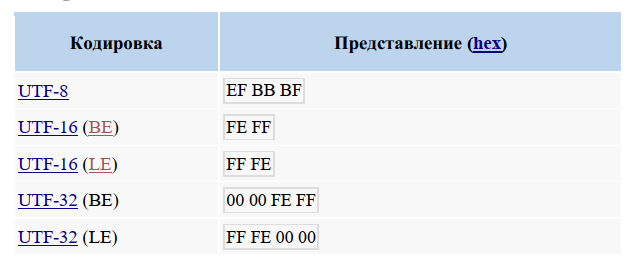 Кодировка Представление (hex)
UTF-8 EF BB BF
UTF-16 (BE) FE FF
UTF-16 (LE) FF FE
UTF-32 (BE) 00 00 FE FF
UTF-32 (LE) FF FE 00 00